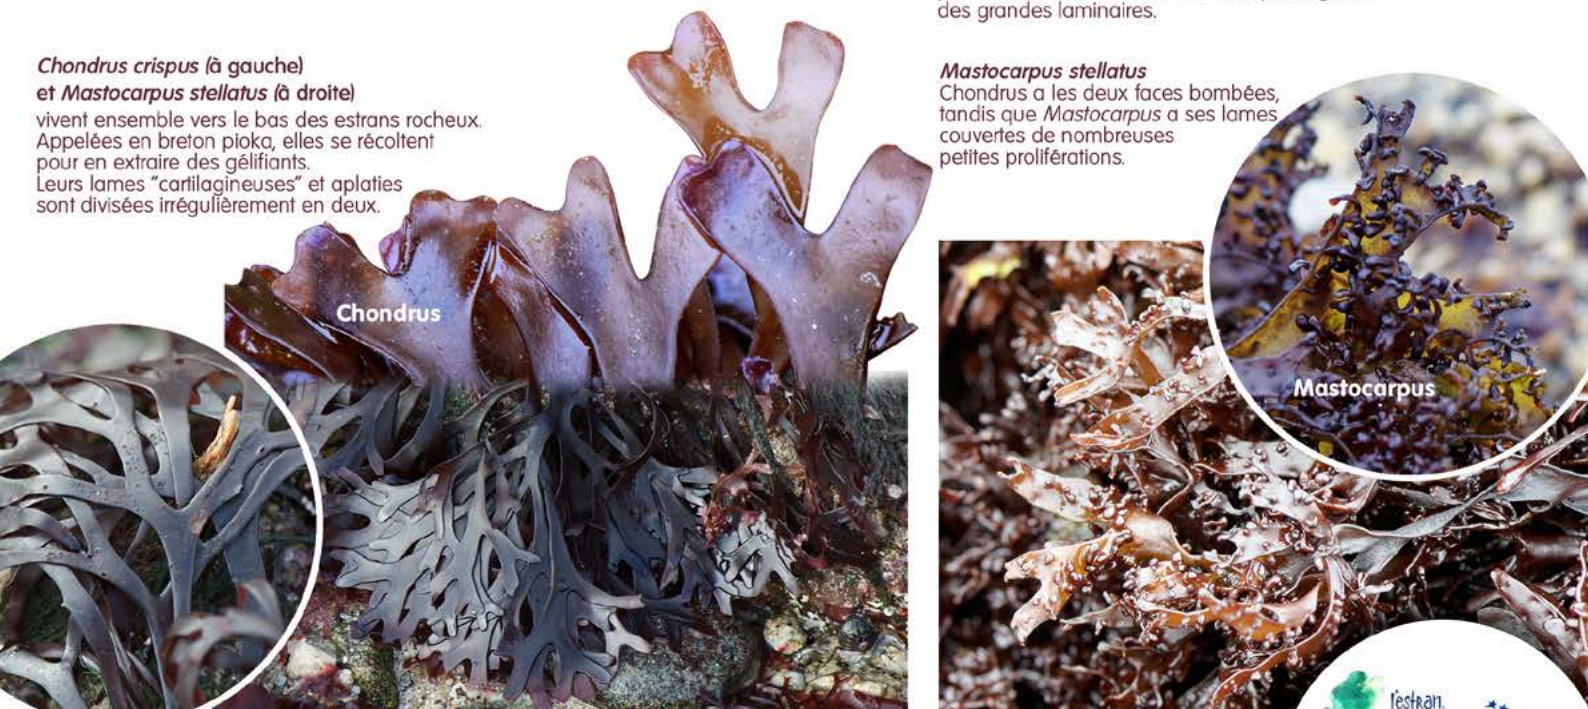 des grandes laminaires.
Chondrus crispus (à gauche)
et Mastocarpus stellatus (à droite)
vivent ensemble vers le bas des estrans rocheux.
Appelées en breton pioka, elles se récoltent
pour en extraire des gélifiants.
Leurs lames "cartilagineuses" et aplaties
sont divisées irrégulièrement en deux.
Mastocarpus stellatus
Chondrus a les deux faces bombées,
tandis que Mastocarpus a ses lames
couvertes de nombreuses
petites proliférations.
Chondrus
Mastocarpus
l'estran,